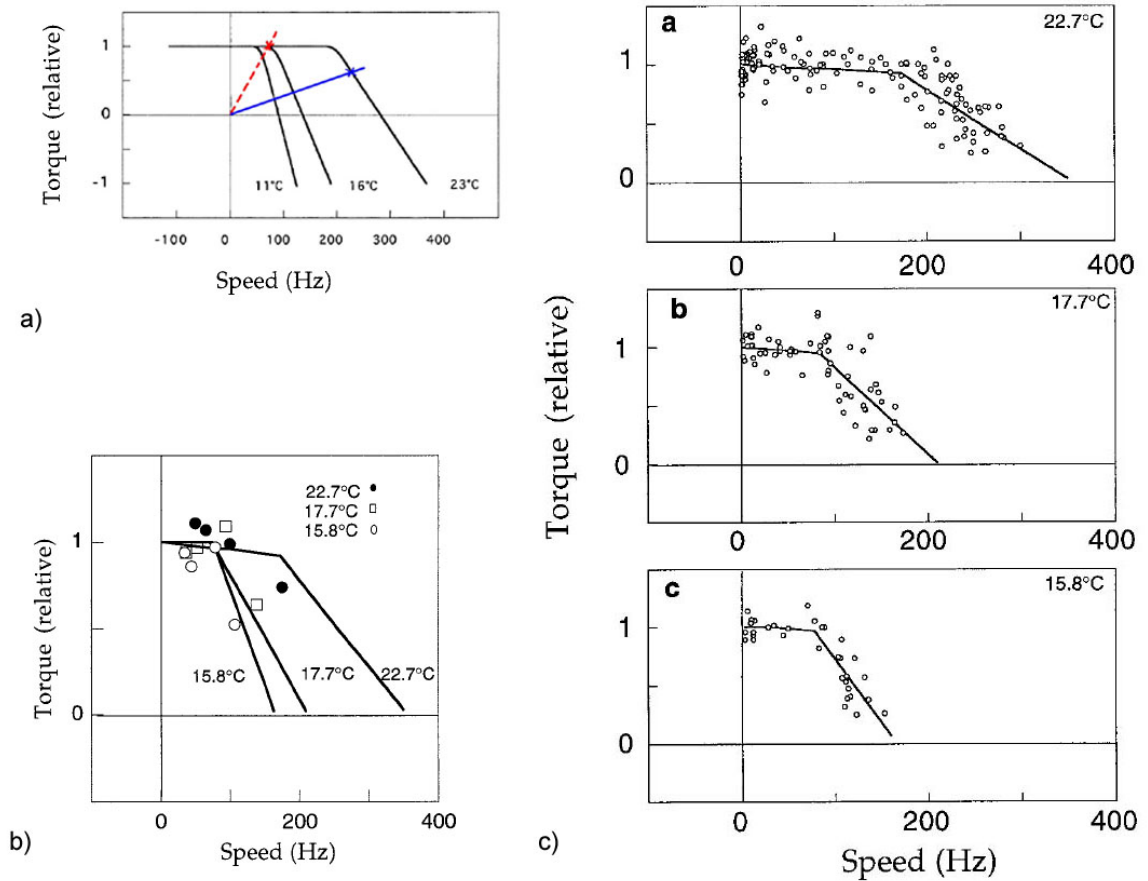 Torque (relative)
1
0
-1
11°C
16°C
23°C
-100
0
100
200
300
400
Speed (Hz)
a)
Torque (relative)
1
0
22.7°C
17.7°C
15.8°C
15.8°C
17.7°C
22.7°C
0
200
400
Speed (Hz)
b)
Torque (relative)
a
22.7°C
1
0
0
200
400
b
17.7°C
1
0
0
200
400
c
15.8°C
1
0
0
200
400
Speed (Hz)
c)